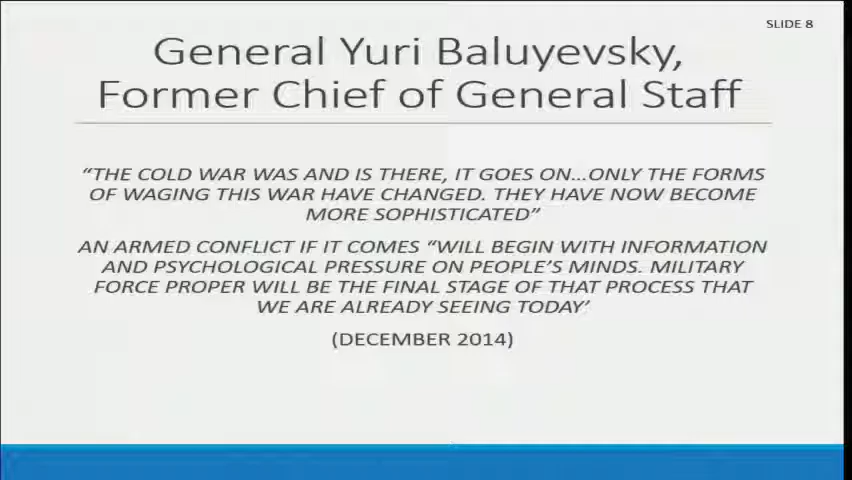 SLIDE 8
General Yuri Baluyevsky,
Former Chief of General Staff
“THE COLD WAR WAS AND IS THERE, IT GOES ON…ONLY THE FORMS
OF WAGING THIS WAR HAVE CHANGED. THEY HAVE NOW BECOME
MORE SOPHISTICATED”
AN ARMED CONFLICT IF IT COMES “WILL BEGIN WITH INFORMATION
AND PSYCHOLOGICAL PRESSURE ON PEOPLE’S MINDS. MILITARY
FORCE PROPER WILL BE THE FINAL STAGE OF THAT PROCESS THAT
WE ARE ALREADY SEEING TODAY’
(DECEMBER 2014)